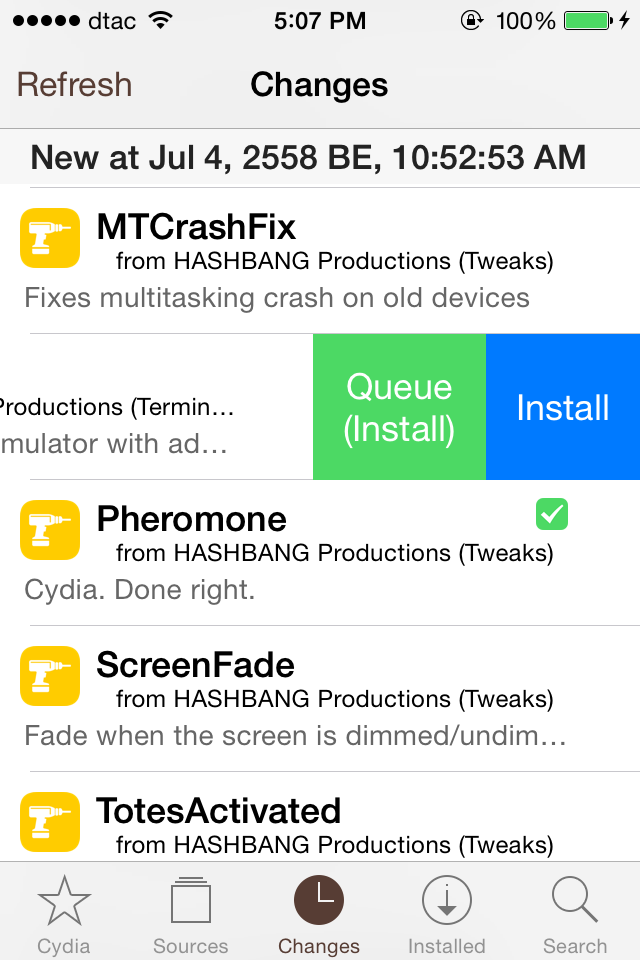 dtac 5:07 PM 100%
Refresh Changes
New at Jul 4, 2558 BE, 10:52:53 AM
MTCrashFix
from HASHBANG Productions (Tweaks)
Fixes multitasking crash on old devices
Productions (Termin…
mulator with ad…
Queue
(Install)
Install
Pheromone
from HASHBANG Productions (Tweaks)
Cydia. Done right.
ScreenFade
from HASHBANG Productions (Tweaks)
Fade when the screen is dimmed/undim…
TotesActivated
from HASHBANG Productions (Tweaks)
Cydia Sources Changes Installed Search